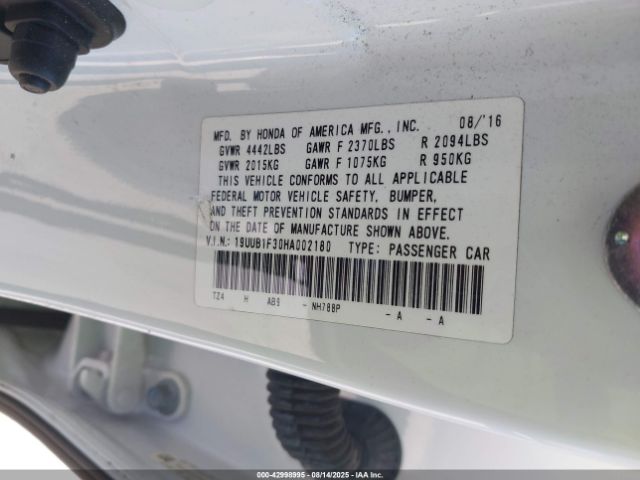 08/'16
MFD. BY HONDA OF AMERICA MFG., INC.
GVWR 4442LBS GAWR F 2370LBS R 2094LBS
GVWR 2015KG GAWR F 1075KG R 950KG
THIS VEHICLE CONFORMS TO ALL APPLICABLE
FEDERAL MOTOR VEHICLE SAFETY, BUMPER,
AND THEFT PREVENTION STANDARDS IN EFFECT
ON THE DATE OF MANUFACTURE SHOWN ABOVE.
V.I.N.: 19UUB1F30HA002180 TYPE: PASSENGER CAR
TZ4 H AB9 - NH788P - A - A
000-42998995 - 08/14/2025 - IAA Inc.